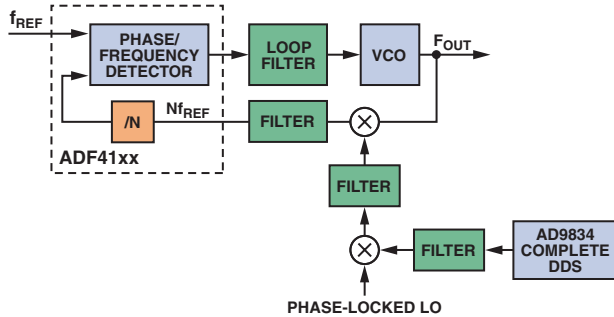 fREF
PHASE/
FREQUENCY
DETECTOR
LOOP
FILTER
VCO
FOUT
/N
NfREF
FILTER
ADF41xx
FILTER
FILTER
AD9834
COMPLETE
DDS
PHASE-LOCKED LO